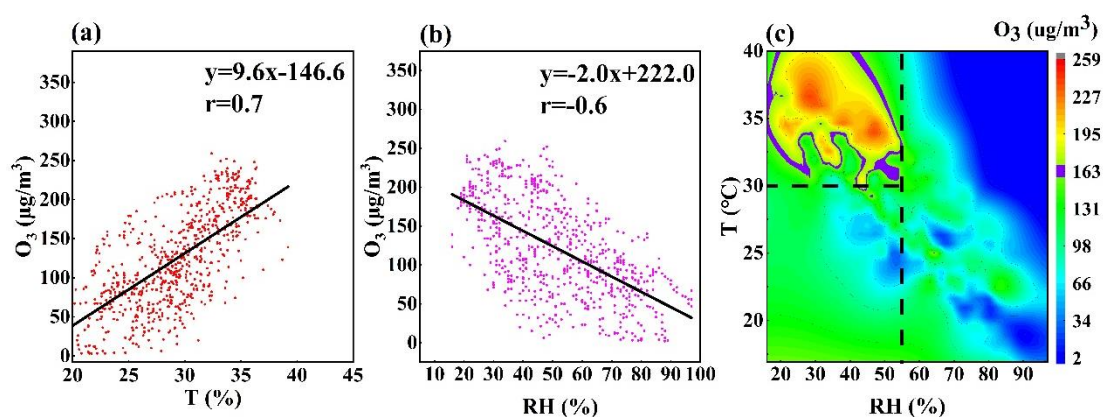 (a)
y=9.6x-146.6
r=0.7
O3 (μg/m³)
350
300
250
200
150
100
50
0
20 25 30 35 40 45
T (%)
(b)
y=-2.0x+222.0
r=-0.6
O3 (μg/m³)
350
300
250
200
150
100
50
0
10 20 30 40 50 60 70 80 90 100
RH (%)
(c)
O3 (ug/m³)
T (°C)
40
35
30
25
20
20 30 40 50 60 70 80 90
RH (%)
259
227
195
163
131
98
66
34
2